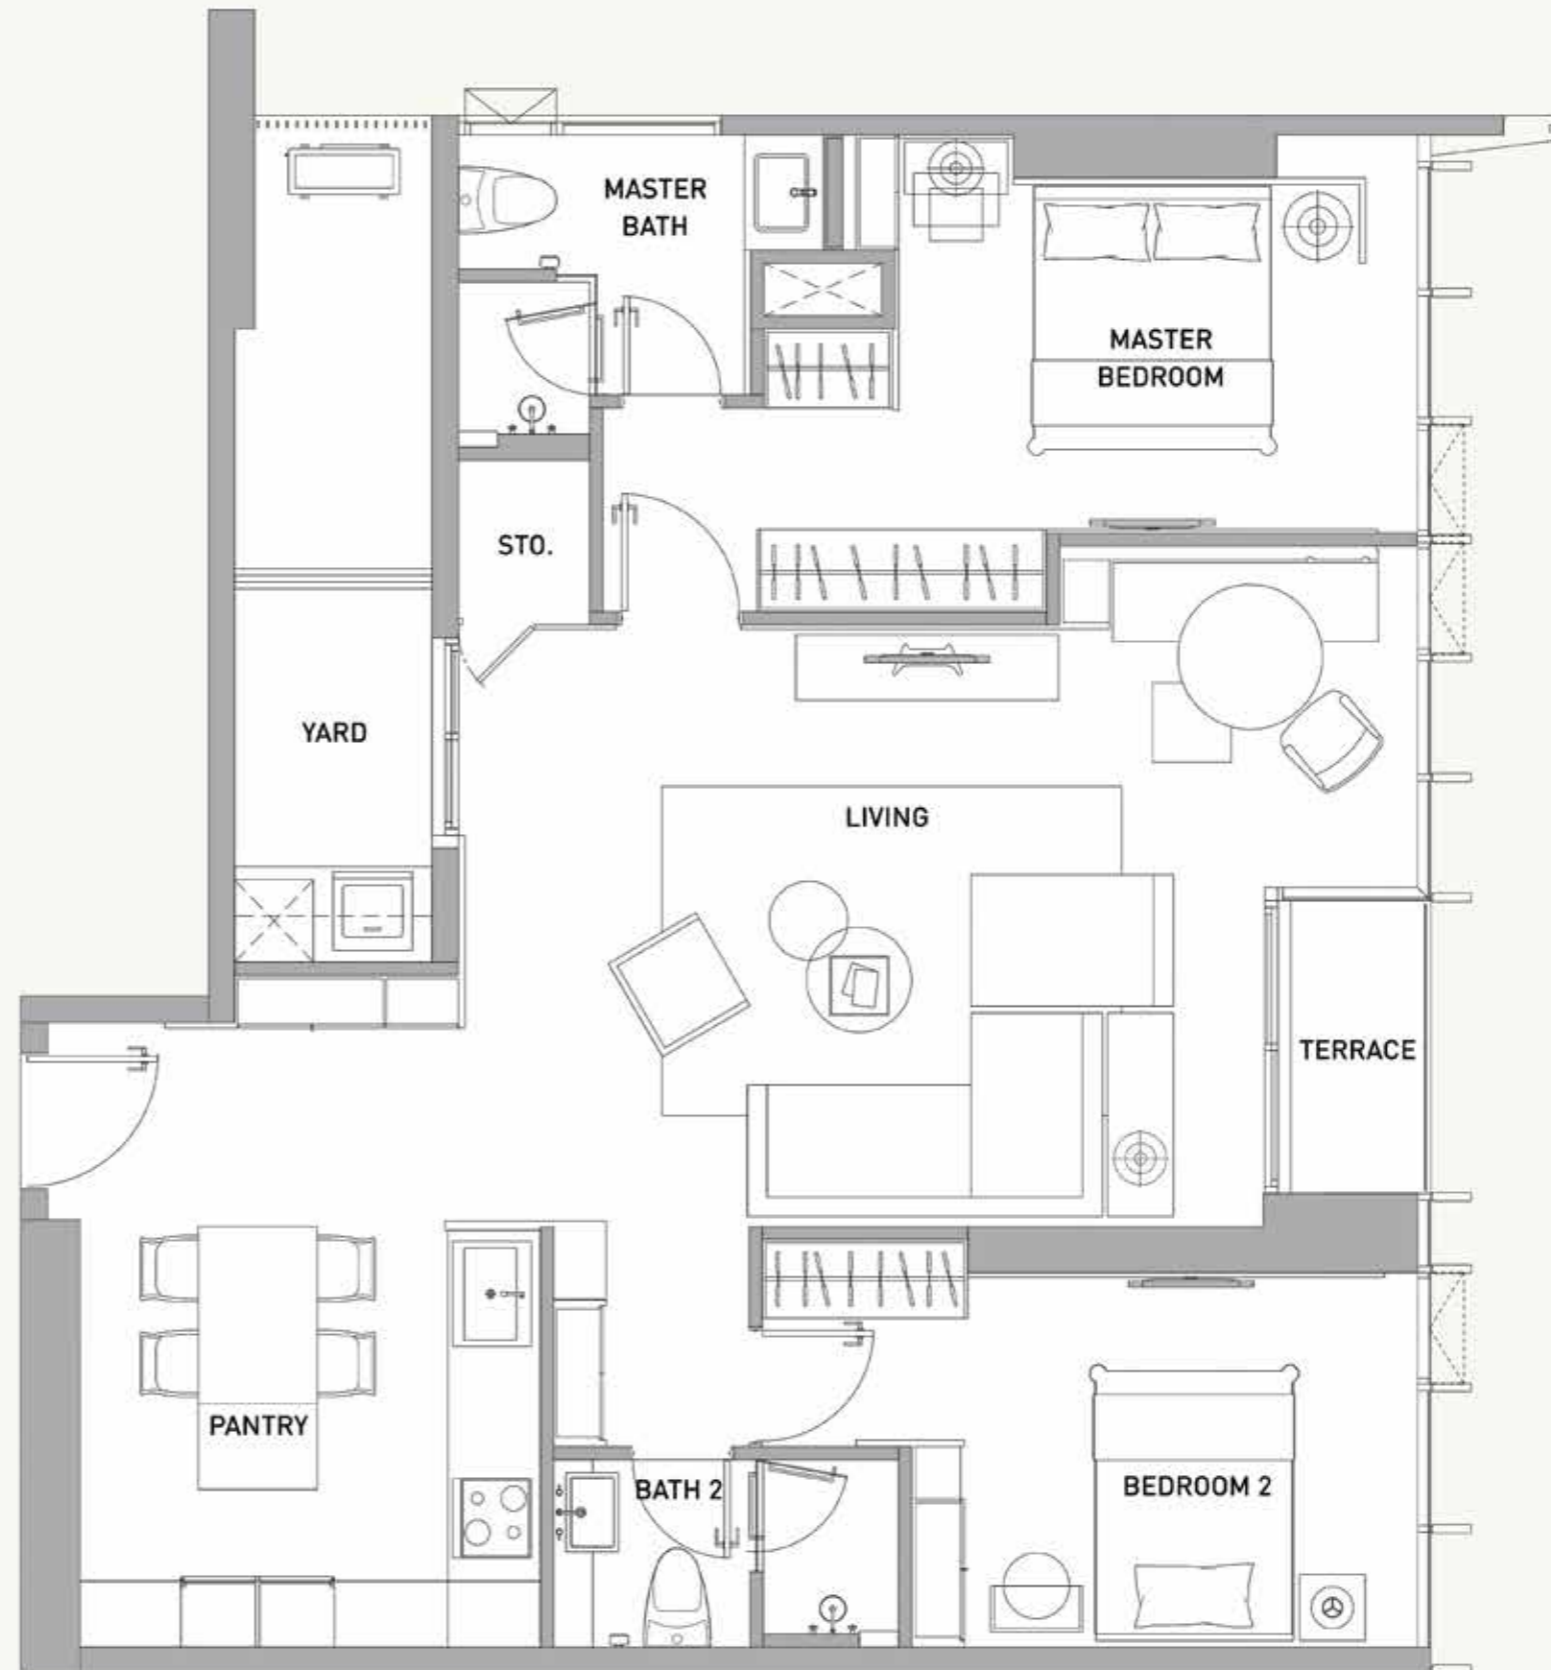 MASTER
BATH
MASTER
BEDROOM
STO.
YARD
LIVING
TERRACE
PANTRY
BATH 2
BEDROOM 2